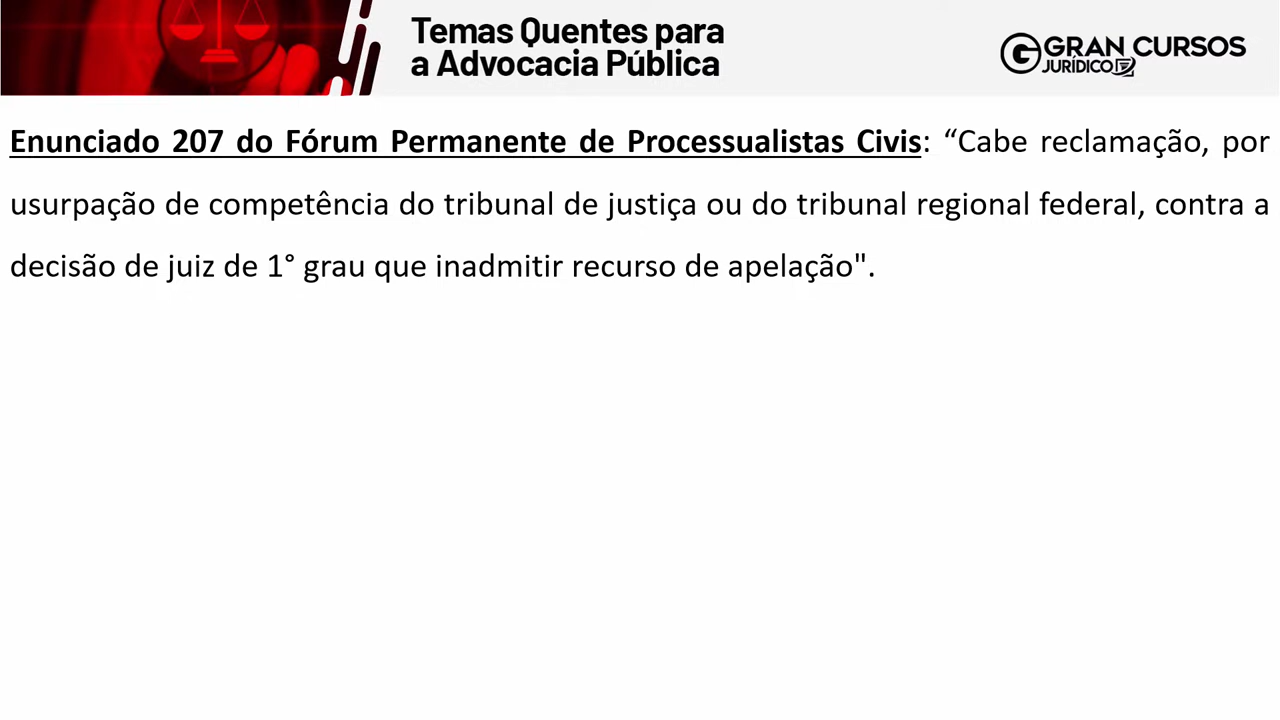 Temas Quentes para
a Advocacia Pública
GRAN CURSOS
JURÍDICO
Enunciado 207 do Fórum Permanente de Processualistas Civis: “Cabe reclamação, por
usurpação de competência do tribunal de justiça ou do tribunal regional federal, contra a
decisão de juiz de 1° grau que inadmitir recurso de apelação".